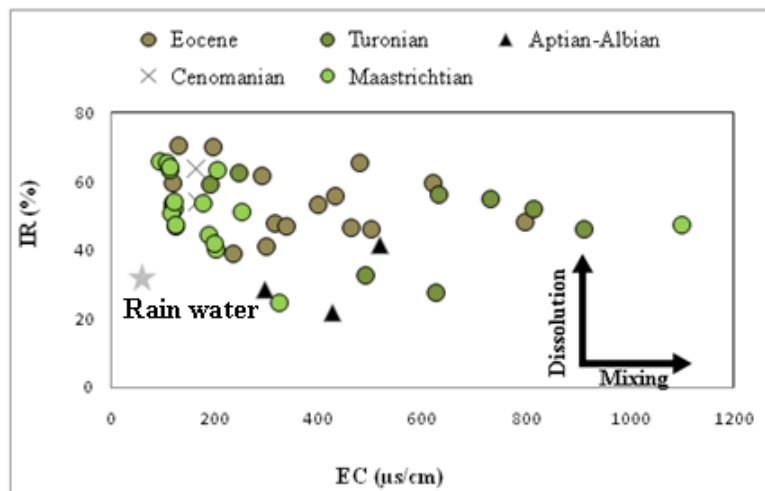 Eocene Turonian Aptian-Albian
Cenomanian Maastrichtian
80
60
40
20
0
IR (%)
Rain water
Dissolution
Mixing
0 200 400 600 800 1000 1200
EC (µs/cm)